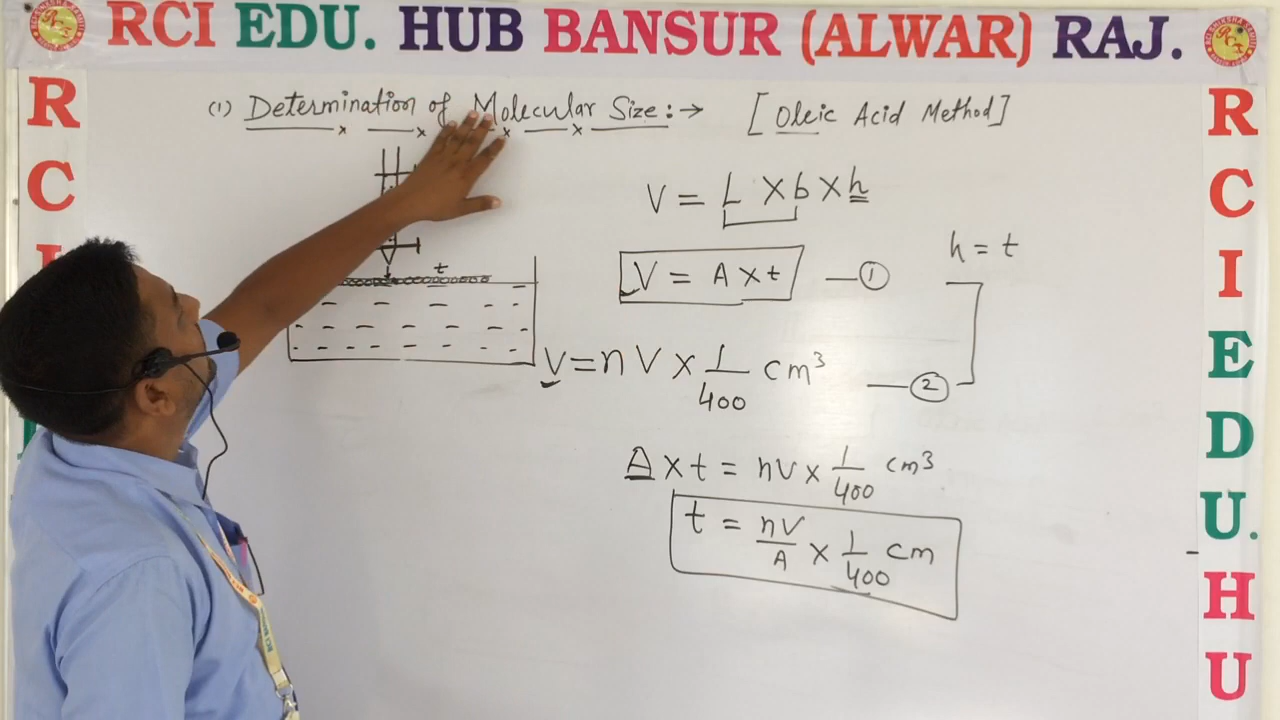 RCI EDU. HUB BANSUR (ALWAR) RAJ.
(1) Determination of Molecular Size:→ [Oleic Acid Method]
V = L × b × h
h = t
V = A × t — ①
t
V = nV × 1/400 cm³ — ②
A × t = nV × 1/400 cm³
t = nV/A × 1/400 cm
R
C
I
R
C
I
E
D
U.
H
U